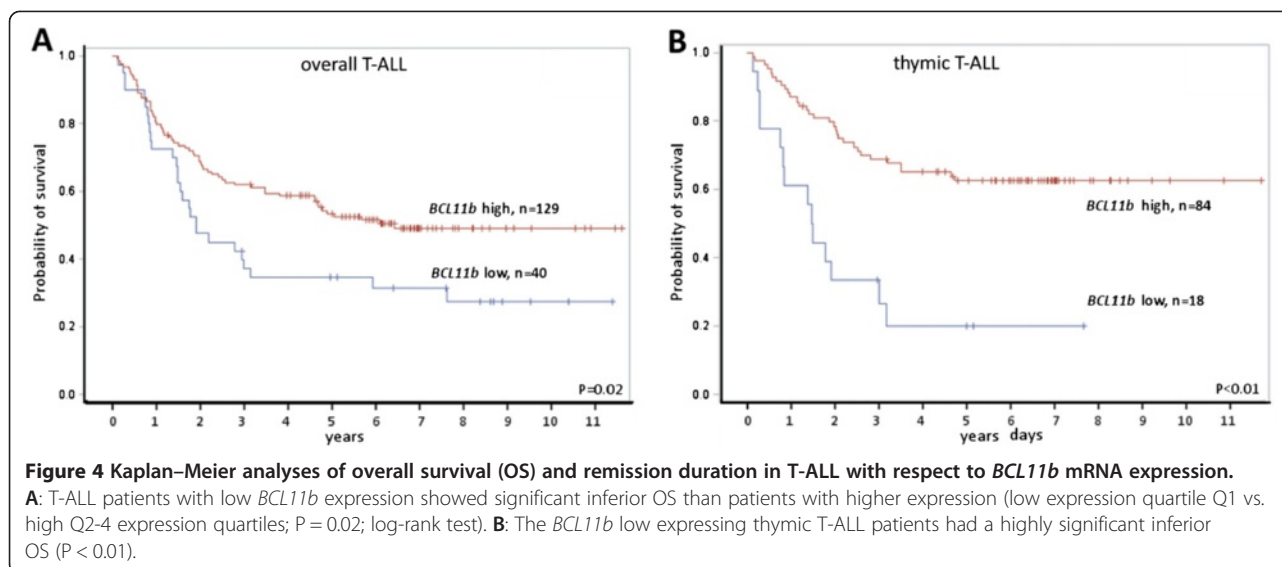 A
overall T-ALL
1.0
0.8
0.6
0.4
0.2
0.0
Probability of survival
BCL11b high, n=129
BCL11b low, n=40
P=0.02
0 1 2 3 4 5 6 7 8 9 10 11
years
B
thymic T-ALL
1.0
0.8
0.6
0.4
0.2
0.0
Probability of survival
BCL11b high, n=84
BCL11b low, n=18
P<0.01
0 1 2 3 4 5 6 7 8 9 10 11
years days
Figure 4 Kaplan–Meier analyses of overall survival (OS) and remission duration in T-ALL with respect to BCL11b mRNA expression.
A: T-ALL patients with low BCL11b expression showed significant inferior OS than patients with higher expression (low expression quartile Q1 vs.
high Q2-4 expression quartiles; P = 0.02; log-rank test). B: The BCL11b low expressing thymic T-ALL patients had a highly significant inferior
OS (P < 0.01).